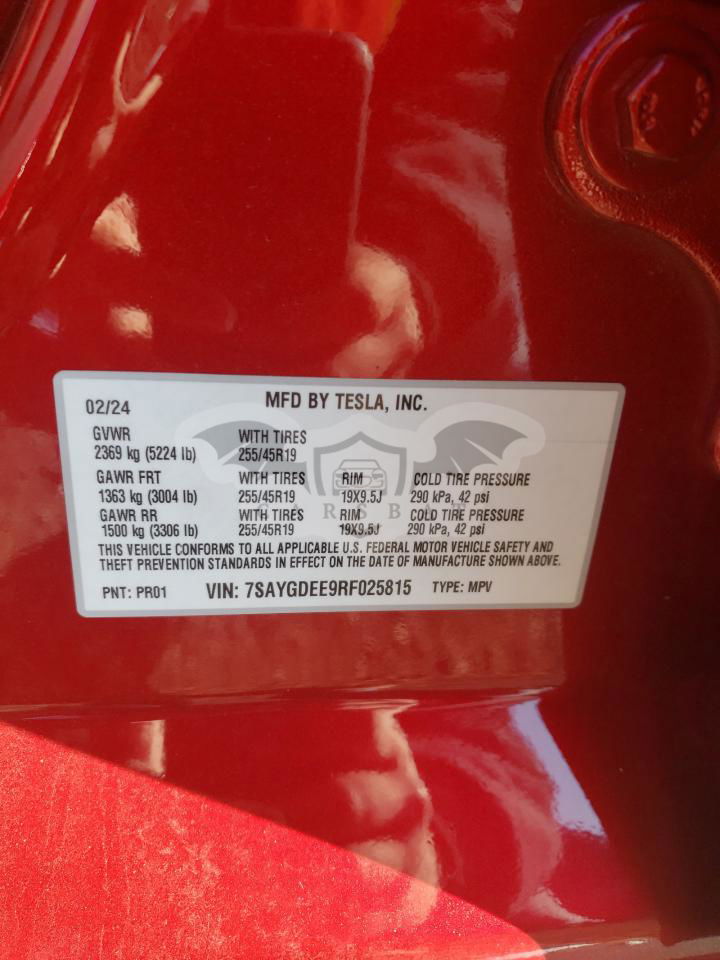 02/24 MFD BY TESLA, INC.
GVWR WITH TIRES
2369 kg (5224 lb) 255/45R19
GAWR FRT WITH TIRES RIM COLD TIRE PRESSURE
1363 kg (3004 lb) 255/45R19 19X9.5J 290 kPa, 42 psi
GAWR RR WITH TIRES RIM COLD TIRE PRESSURE
1500 kg (3306 lb) 255/45R19 19X9.5J 290 kPa, 42 psi
CARSBAT
THIS VEHICLE CONFORMS TO ALL APPLICABLE U.S. FEDERAL MOTOR VEHICLE SAFETY AND
THEFT PREVENTION STANDARDS IN EFFECT ON THE DATE OF MANUFACTURE SHOWN ABOVE.
PNT: PR01 VIN: 7SAYGDEE9RF025815 TYPE: MPV